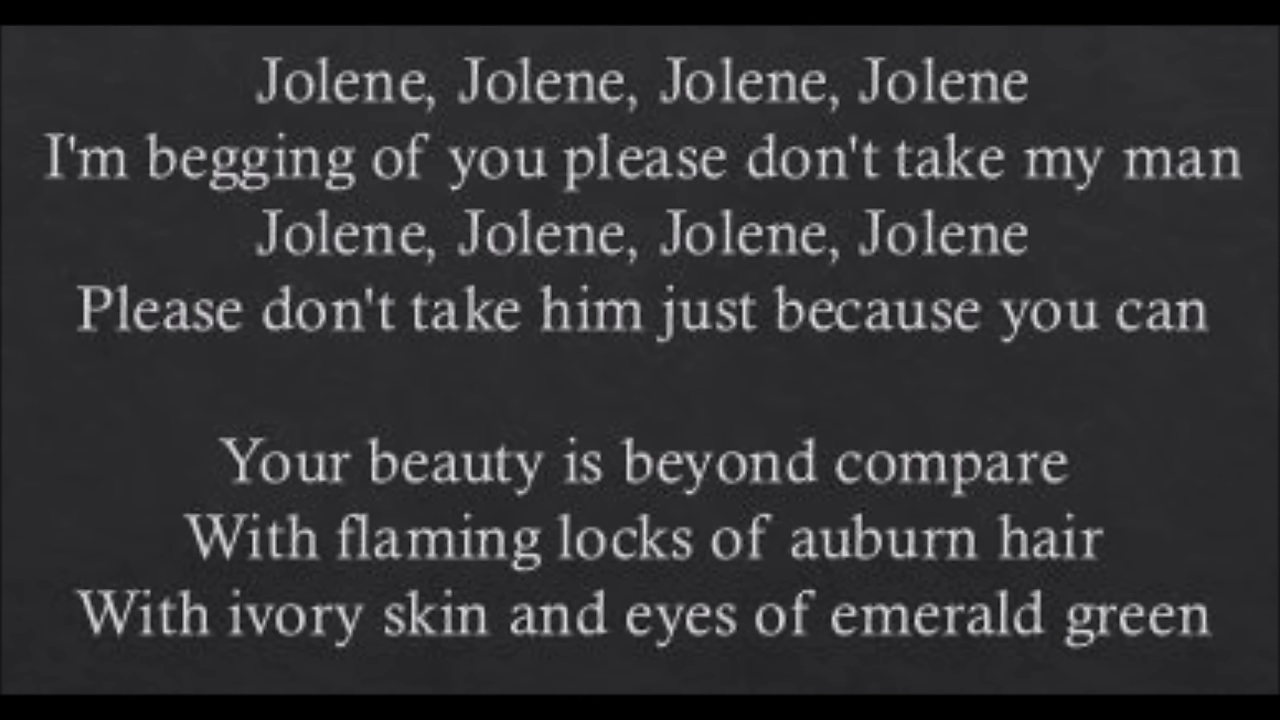 Jolene, Jolene, Jolene, Jolene
I'm begging of you please don't take my man
Jolene, Jolene, Jolene, Jolene
Please don't take him just because you can
Your beauty is beyond compare
With flaming locks of auburn hair
With ivory skin and eyes of emerald green